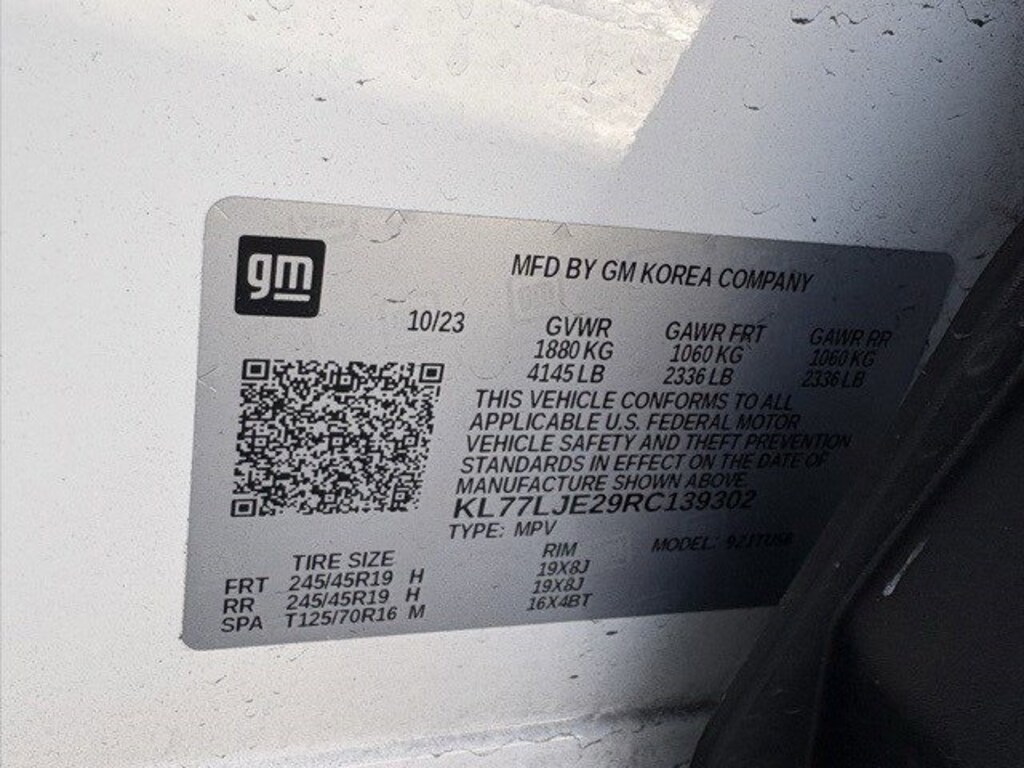 gm
MFD BY GM KOREA COMPANY
10/23 GVWR GAWR FRT GAWR RR
1880 KG 1060 KG 1060 KG
4145 LB 2336 LB 2336 LB
THIS VEHICLE CONFORMS TO ALL
APPLICABLE U.S. FEDERAL MOTOR
VEHICLE SAFETY AND THEFT PREVENTION
STANDARDS IN EFFECT ON THE DATE OF
MANUFACTURE SHOWN ABOVE.
KL77LJE29RC139302
TYPE: MPV MODEL:
TIRE SIZE RIM
FRT 245/45R19 H 19X8J
RR 245/45R19 H 19X8J
SPA T125/70R16 M 16X4BT